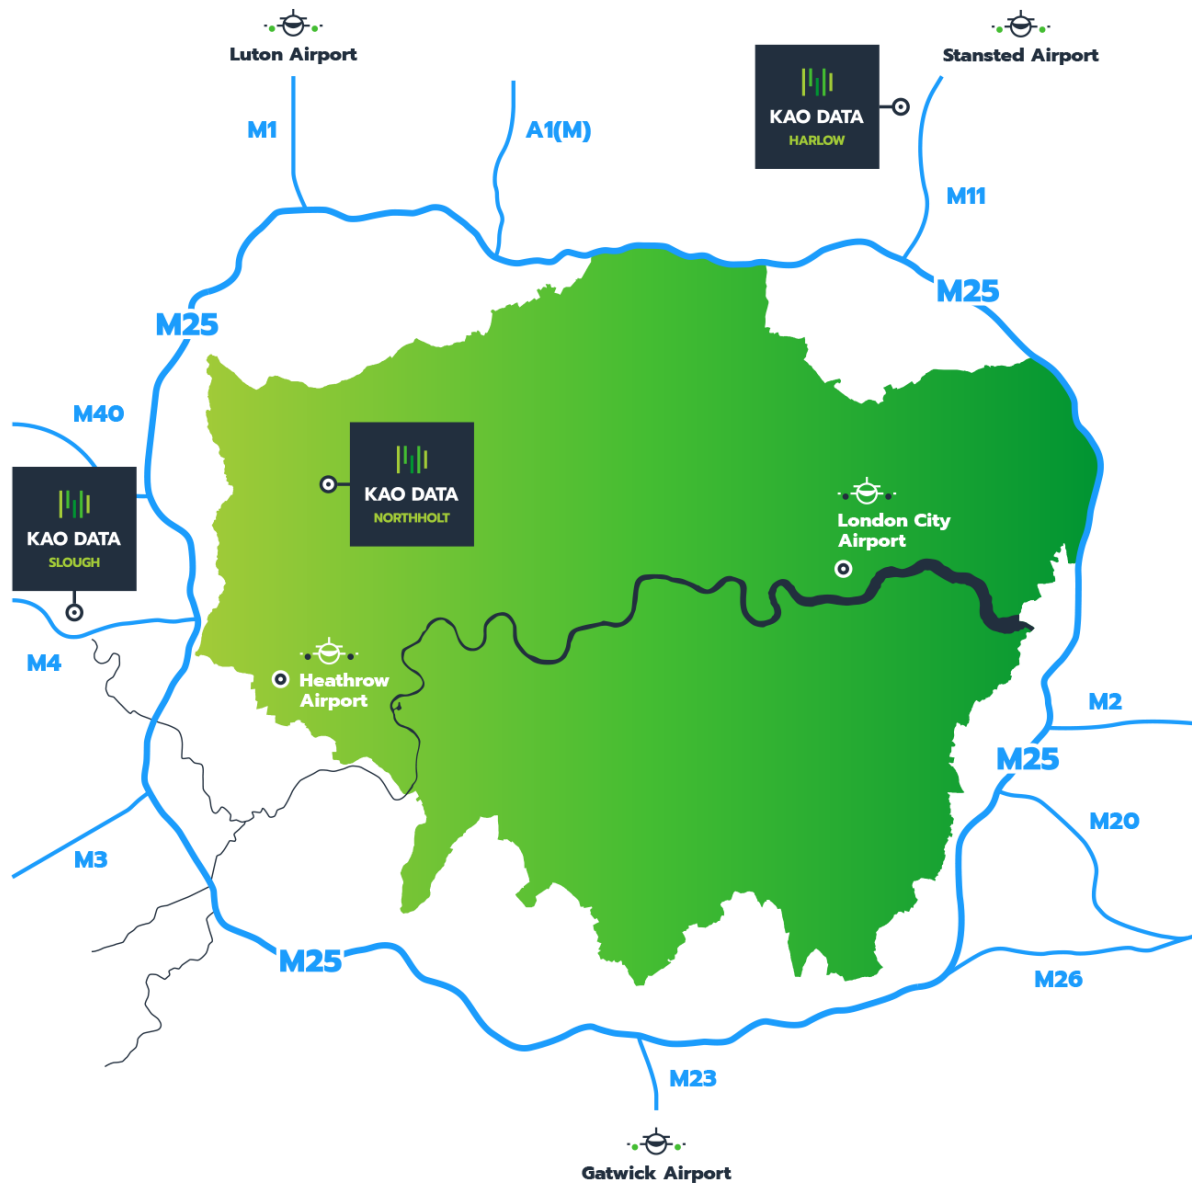 Luton Airport
Stansted Airport
KAO DATA
HARLOW
M1
A1(M)
M11
M25
M25
M40
KAO DATA
NORTHHOLT
KAO DATA
SLOUGH
London City
Airport
M4
Heathrow
Airport
M2
M25
M20
M3
M25
M26
M23
Gatwick Airport